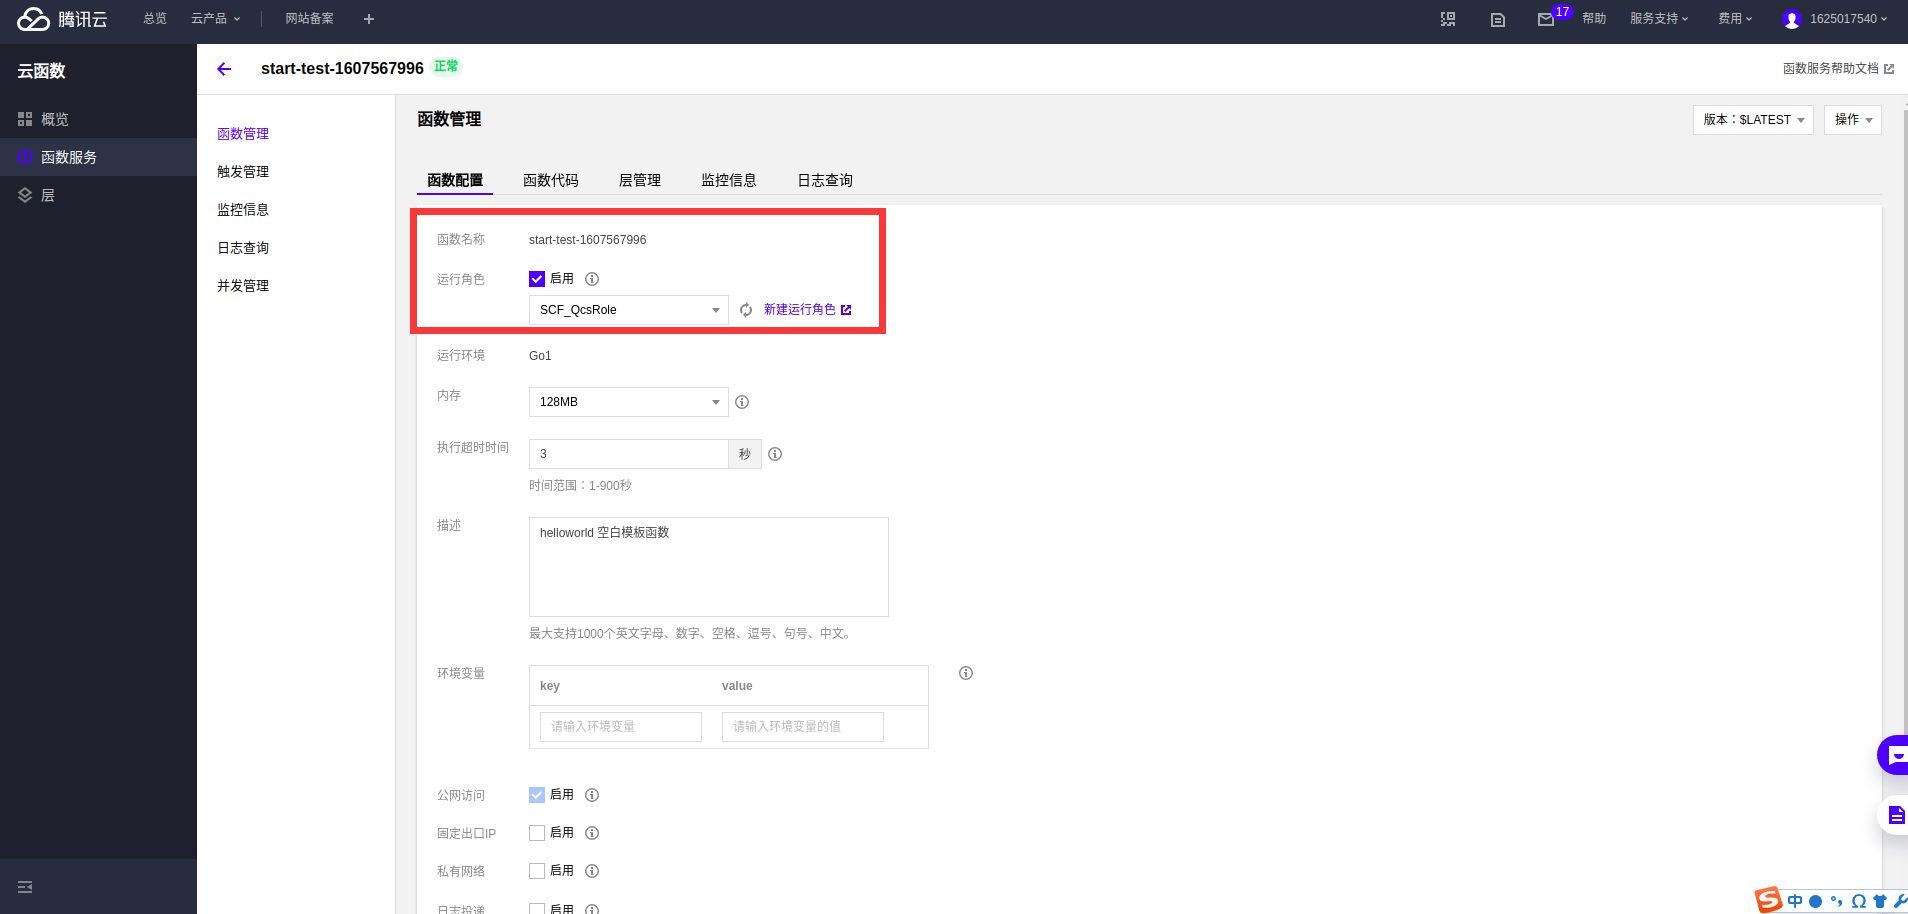 腾讯云 总览 云产品 网站备案 17 帮助 服务支持 费用 1625017540
云函数
概览
函数服务
层
start-test-1607567996 正常 函数服务帮助文档
函数管理
触发管理
监控信息
日志查询
并发管理
函数管理 版本：$LATEST 操作
函数配置 函数代码 层管理 监控信息 日志查询
函数名称 start-test-1607567996
运行角色 启用
SCF_QcsRole 新建运行角色
运行环境 Go1
内存 128MB
执行超时时间 3 秒
时间范围：1-900秒
描述 helloworld 空白模板函数
最大支持1000个英文字母、数字、空格、逗号、句号、中文。
环境变量 key value
请输入环境变量 请输入环境变量的值
公网访问 启用
固定出口IP 启用
私有网络 启用
日志投递 启用
S 中